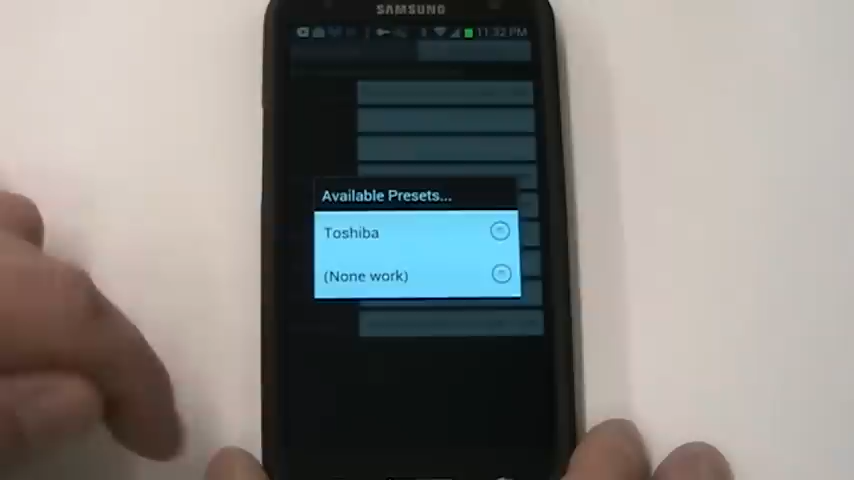 SAMSUNG
11:32 PM
Available Presets...
Toshiba
(None work)